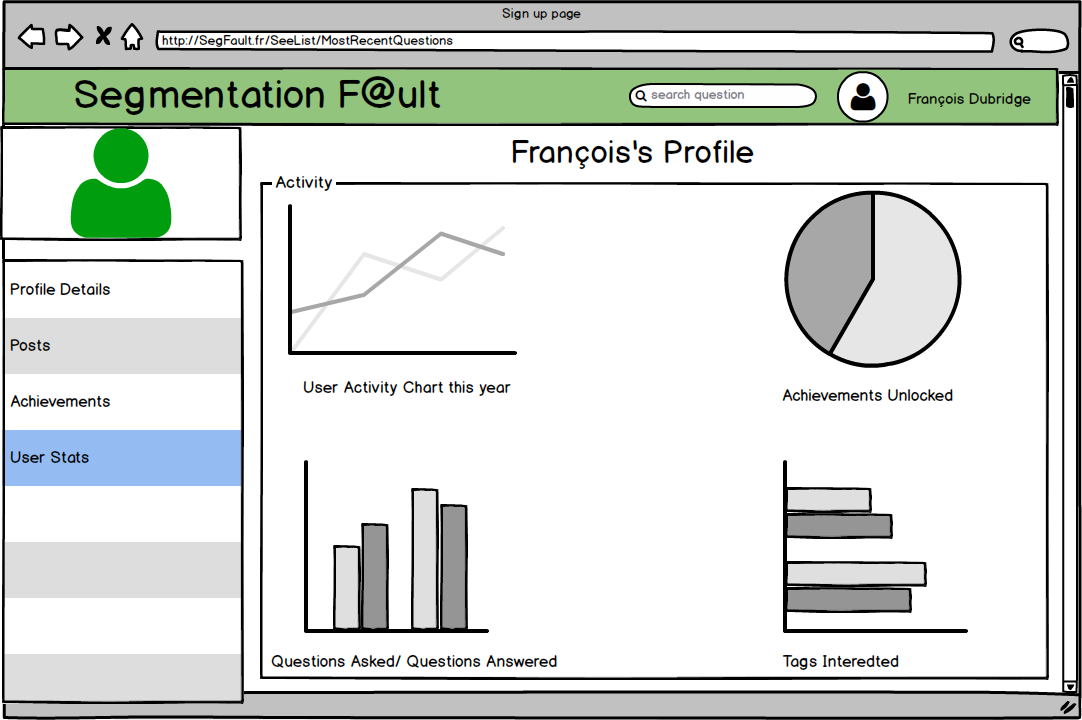 Sign up page
http://SegFault.fr/SeeList/MostRecentQuestions
Segmentation F@ult
search question
François Dubridge
François's Profile
Activity
Profile Details
Posts
Achievements
User Stats
User Activity Chart this year
Achievements Unlocked
Questions Asked/ Questions Answered
Tags Interedted